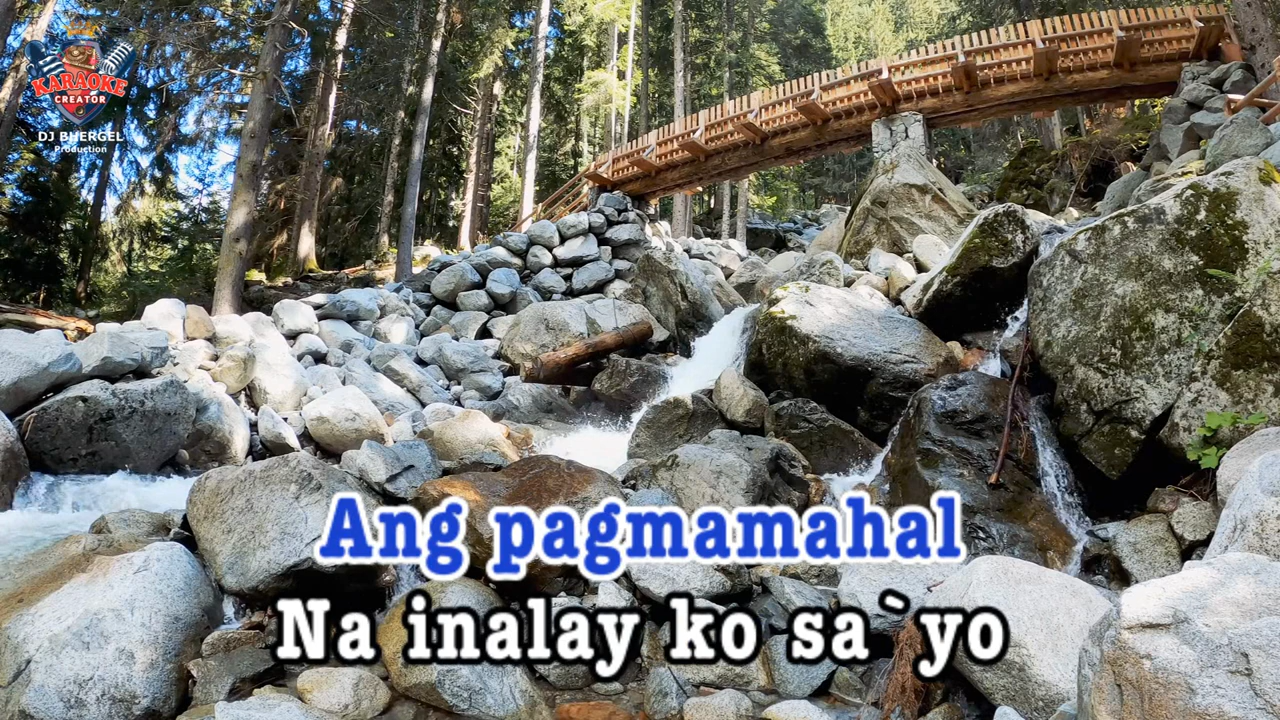 KARAOKE
CREATOR
DJ BHERGEL
Production
Ang pagmamahal
Na inalay ko sa`yo